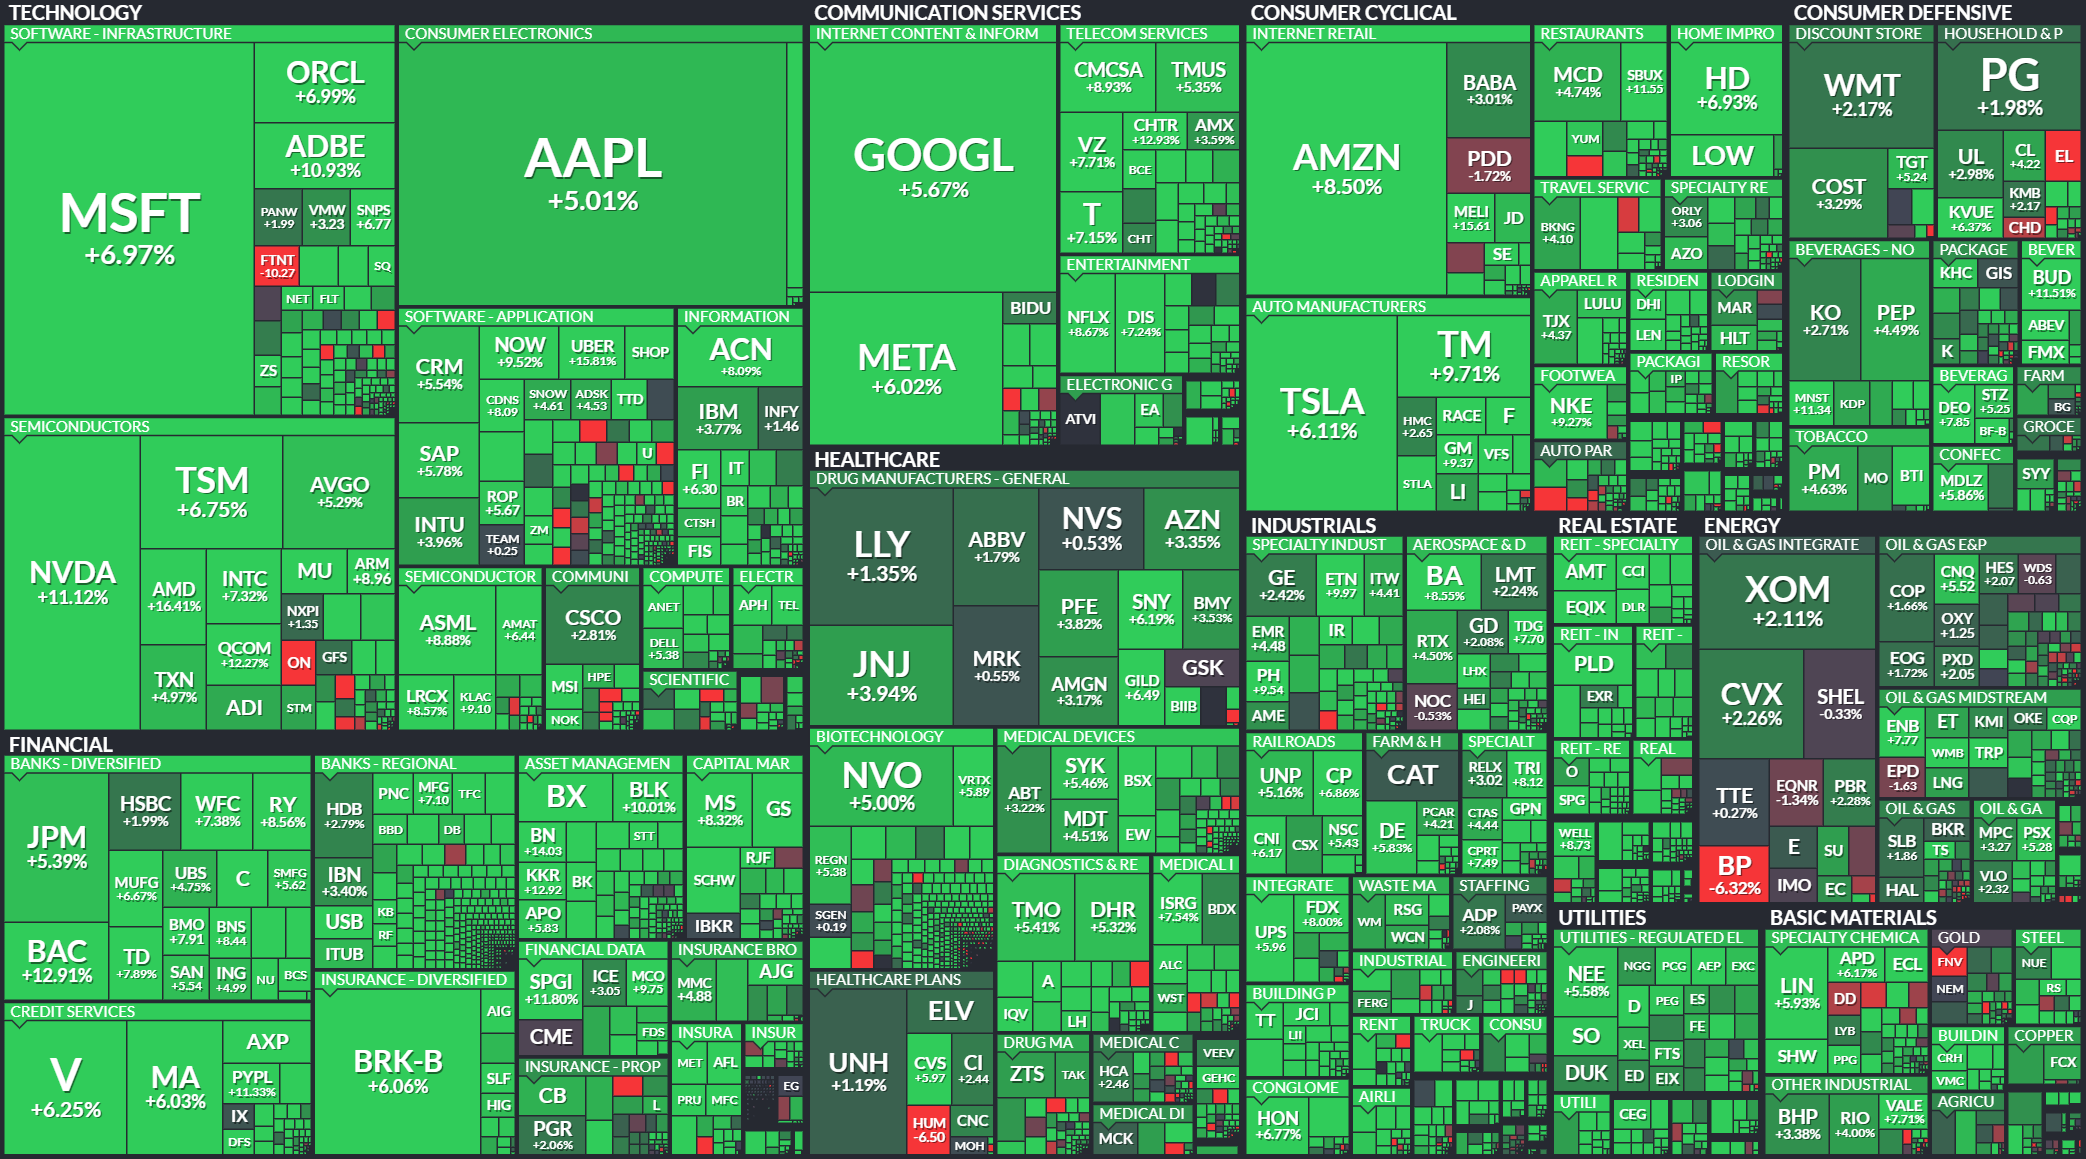 TECHNOLOGY
SOFTWARE - INFRASTRUCTURE
MSFT
+6.97%
ORCL
+6.99%
ADBE
+10.93%
PANW
+1.99
VMW
+3.23
SNPS
+6.77
FTNT
-10.27
SQ
NET
FLT
ZS
CONSUMER ELECTRONICS
AAPL
+5.01%
SOFTWARE - APPLICATION
CRM
+5.54%
NOW
+9.52%
UBER
+15.81%
SHOP
CDNS
+8.09
SNOW
+4.61
ADSK
+4.53
TTD
SAP
+5.78%
U
ROP
+5.67
INTU
+3.96%
TEAM
+0.25
ZM
INFORMATION
ACN
+8.09%
IBM
+3.77%
INFY
+1.46
FI
+6.30
IT
BR
CTSH
FIS
SEMICONDUCTORS
NVDA
+11.12%
TSM
+6.75%
AVGO
+5.29%
AMD
+16.41%
INTC
+7.32%
MU
ARM
+8.96
NXPI
+1.35
QCOM
+12.27%
ON
GFS
TXN
+4.97%
ADI
STM
SEMICONDUCTOR
ASML
+8.88%
AMAT
+6.44
LRCX
+8.57%
KLAC
+9.10
COMMUNI
CSCO
+2.81%
MSI
HPE
NOK
COMPUTE
ANET
DELL
+5.38
ELECTR
APH
TEL
SCIENTIFIC
COMMUNICATION SERVICES
INTERNET CONTENT & INFORM
GOOGL
+5.67%
META
+6.02%
BIDU
TELECOM SERVICES
CMCSA
+8.93%
TMUS
+5.35%
VZ
+7.71%
CHTR
+12.93%
AMX
+3.59%
BCE
T
+7.15%
CHT
ENTERTAINMENT
NFLX
+8.67%
DIS
+7.24%
ELECTRONIC G
ATVI
EA
CONSUMER CYCLICAL
INTERNET RETAIL
AMZN
+8.50%
BABA
+3.01%
PDD
-1.72%
MELI
+15.61
JD
SE
AUTO MANUFACTURERS
TSLA
+6.11%
TM
+9.71%
HMC
+2.65
RACE
F
GM
+9.37
VFS
STLA
LI
RESTAURANTS
MCD
+4.74%
SBUX
+11.55
YUM
HOME IMPRO
HD
+6.93%
LOW
TRAVEL SERVIC
BKNG
+4.10
SPECIALTY RE
ORLY
+3.06
AZO
APPAREL R
TJX
+4.37
LULU
RESIDEN
DHI
LEN
LODGIN
MAR
HLT
FOOTWEA
NKE
+9.27%
PACKAGI
IP
RESOR
AUTO PAR
CONSUMER DEFENSIVE
DISCOUNT STORE
WMT
+2.17%
COST
+3.29%
TGT
+5.24
HOUSEHOLD & P
PG
+1.98%
UL
+2.98%
CL
+4.22
EL
KMB
+2.17
KVUE
+6.37%
CHD
BEVERAGES - NO
KO
+2.71%
PEP
+4.49%
MNST
+11.34
KDP
PACKAGE
KHC
GIS
K
BEVER
BUD
+11.51%
ABEV
FMX
BEVERAG
DEO
+7.85
STZ
+5.25
BF-B
FARM
BG
GROCE
TOBACCO
PM
+4.63%
MO
BTI
CONFEC
MDLZ
+5.86%
SYY
HEALTHCARE
DRUG MANUFACTURERS - GENERAL
LLY
+1.35%
ABBV
+1.79%
NVS
+0.53%
AZN
+3.35%
JNJ
+3.94%
MRK
+0.55%
PFE
+3.82%
SNY
+6.19%
BMY
+3.53%
AMGN
+3.17%
GILD
+6.49
GSK
BIIB
BIOTECHNOLOGY
NVO
+5.00%
VRTX
+5.89
REGN
+5.38
SGEN
+0.19
MEDICAL DEVICES
ABT
+3.22%
SYK
+5.46%
BSX
MDT
+4.51%
EW
DIAGNOSTICS & RE
TMO
+5.41%
DHR
+5.32%
A
IQV
LH
MEDICAL I
ISRG
+7.54%
BDX
ALC
WST
HEALTHCARE PLANS
UNH
+1.19%
ELV
CVS
+5.97
CI
+2.44
HUM
-6.50
CNC
MOH
DRUG MA
ZTS
TAK
MEDICAL C
HCA
+2.46
VEEV
GEHC
MEDICAL DI
MCK
FINANCIAL
BANKS - DIVERSIFIED
JPM
+5.39%
HSBC
+1.99%
WFC
+7.38%
RY
+8.56%
MUFG
+6.67%
UBS
+4.75%
C
SMFG
+5.62
BAC
+12.91%
BMO
+7.91
BNS
+8.44
TD
+7.89%
SAN
+5.54
ING
+4.99
NU
BCS
CREDIT SERVICES
V
+6.25%
MA
+6.03%
AXP
PYPL
+11.33%
IX
DFS
BANKS - REGIONAL
HDB
+2.79%
PNC
MFG
+7.10
TFC
BBD
DB
IBN
+3.40%
KB
USB
RF
ITUB
INSURANCE - DIVERSIFIED
BRK-B
+6.06%
AIG
SLF
HIG
ASSET MANAGEMEN
BX
BLK
+10.01%
BN
+14.03
STT
KKR
+12.92
BK
APO
+5.83
CAPITAL MAR
MS
+8.32%
GS
RJF
SCHW
IBKR
FINANCIAL DATA
SPGI
+11.80%
ICE
+3.05
MCO
+9.75
CME
FDS
INSURANCE BRO
MMC
+4.88
AJG
INSURANCE - PROP
CB
L
PGR
+2.06%
INSURA
MET
AFL
PRU
MFC
INSUR
EG
INDUSTRIALS
SPECIALTY INDUST
GE
+2.42%
ETN
+9.97
ITW
+4.41
EMR
+4.48
IR
PH
+9.54
AME
AEROSPACE & D
BA
+8.55%
LMT
+2.24%
RTX
+4.50%
GD
+2.08%
TDG
+7.70
LHX
NOC
-0.53%
HEI
RAILROADS
UNP
+5.16%
CP
+6.86%
CNI
+6.17
CSX
NSC
+5.43
FARM & H
CAT
DE
+5.83%
PCAR
+4.21
SPECIALT
RELX
+3.02
TRI
+8.12
CTAS
+4.44
GPN
CPRT
+7.49
INTEGRATE
UPS
+5.96
FDX
+8.00%
WASTE MA
WM
RSG
WCN
STAFFING
ADP
+2.08%
PAYX
BUILDING P
TT
JCI
LII
INDUSTRIAL
FERG
ENGINEERI
J
RENT
TRUCK
CONSU
CONGLOME
HON
+6.77%
AIRLI
REAL ESTATE
REIT - SPECIALTY
AMT
CCI
EQIX
DLR
REIT - IN
PLD
EXR
REIT -
REIT - RE
O
SPG
REAL
WELL
+8.73
ENERGY
OIL & GAS INTEGRATE
XOM
+2.11%
CVX
+2.26%
SHEL
-0.33%
TTE
+0.27%
EQNR
-1.34%
PBR
+2.28%
BP
-6.32%
E
SU
IMO
EC
OIL & GAS E&P
COP
+1.66%
CNQ
+5.52
HES
+2.07
WDS
-0.63
OXY
+1.25
EOG
+1.72%
PXD
+2.05
OIL & GAS MIDSTREAM
ENB
+7.77
ET
KMI
OKE
CQP
WMB
TRP
EPD
-1.63
LNG
OIL & GAS
SLB
+1.86
BKR
TS
HAL
OIL & GA
MPC
+3.27
PSX
+5.28
VLO
+2.32
UTILITIES
UTILITIES - REGULATED EL
NEE
+5.58%
NGG
PCG
AEP
EXC
D
PEG
ES
SO
XEL
FE
FTS
DUK
ED
EIX
UTILI
CEG
BASIC MATERIALS
SPECIALTY CHEMICA
LIN
+5.93%
APD
+6.17%
ECL
DD
LYB
SHW
PPG
GOLD
FNV
NEM
STEEL
NUE
RS
BUILDIN
CRH
VMC
COPPER
FCX
OTHER INDUSTRIAL
BHP
+3.38%
RIO
+4.00%
VALE
+7.71%
AGRICU